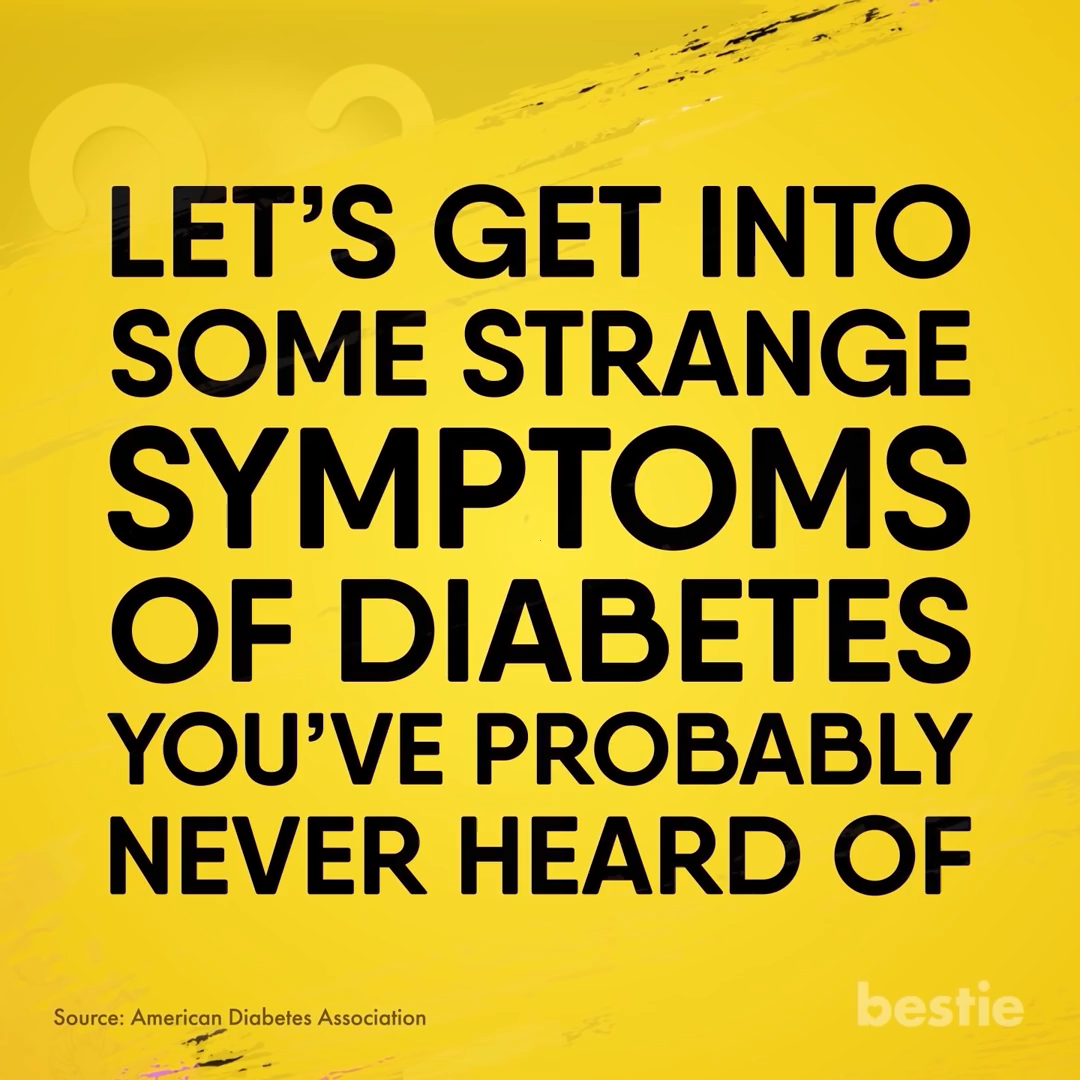 LET’S GET INTO
SOME STRANGE
SYMPTOMS
OF DIABETES
YOU’VE PROBABLY
NEVER HEARD OF
Source: American Diabetes Association
bestie